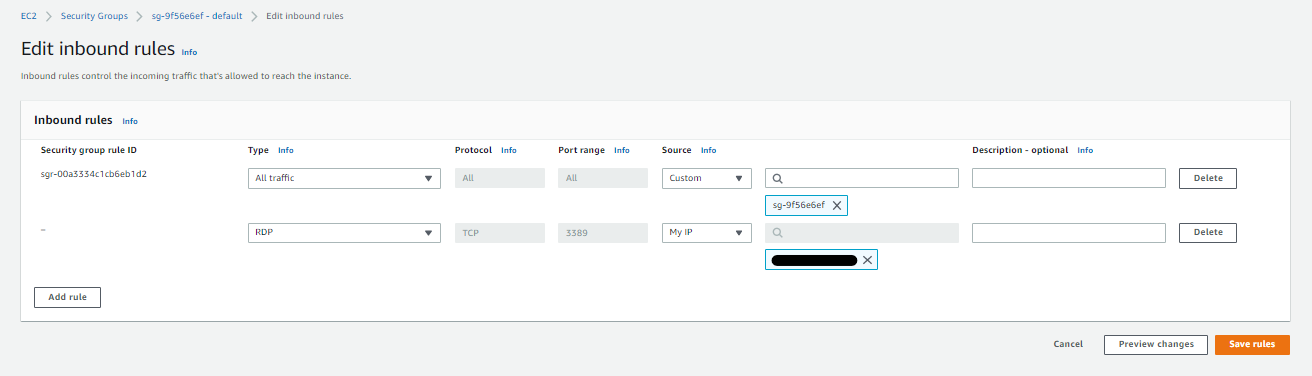 EC2 > Security Groups > sg-9f56e6ef - default > Edit inbound rules
Edit inbound rules Info
Inbound rules control the incoming traffic that's allowed to reach the instance.
Inbound rules Info
Security group rule ID Type Info Protocol Info Port range Info Source Info Description - optional Info
sgr-00a3334c1cb6eb1d2 All traffic All All Custom Delete
sg-9f56e6ef
– RDP TCP 3389 My IP Delete
Add rule
Cancel Preview changes Save rules